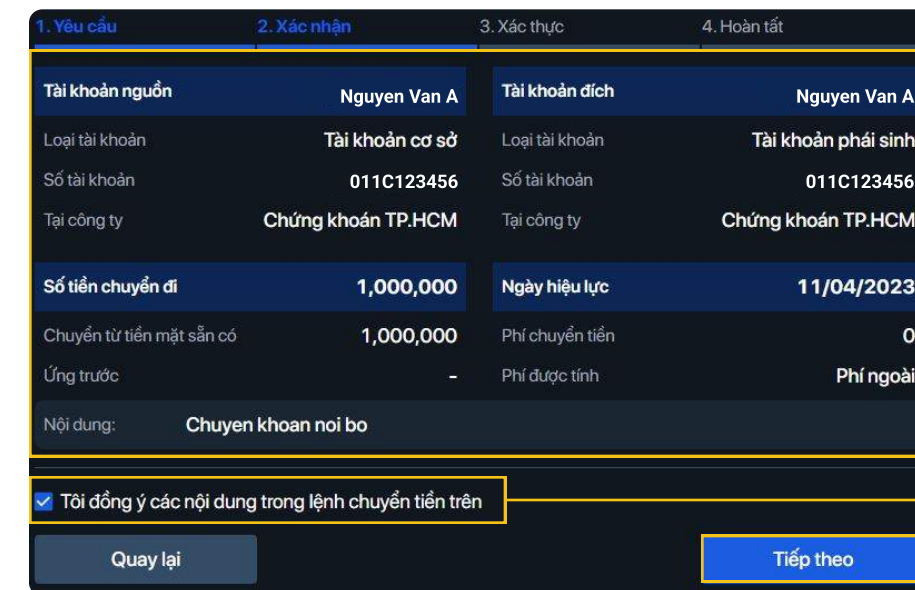 1. Yêu cầu 2. Xác nhận 3. Xác thực 4. Hoàn tất
Tài khoản nguồn Nguyen Van A Tài khoản đích Nguyen Van A
Loại tài khoản Tài khoản cơ sở Loại tài khoản Tài khoản phái sinh
Số tài khoản 011C123456 Số tài khoản 011C123456
Tại công ty Chứng khoán TP.HCM Tại công ty Chứng khoán TP.HCM
Số tiền chuyển đi 1,000,000 Ngày hiệu lực 11/04/2023
Chuyển từ tiền mặt sẵn có 1,000,000 Phí chuyển tiền 0
Ứng trước - Phí được tính Phí ngoài
Nội dung: Chuyen khoan noi bo
Tôi đồng ý các nội dung trong lệnh chuyển tiền trên
Quay lại Tiếp theo